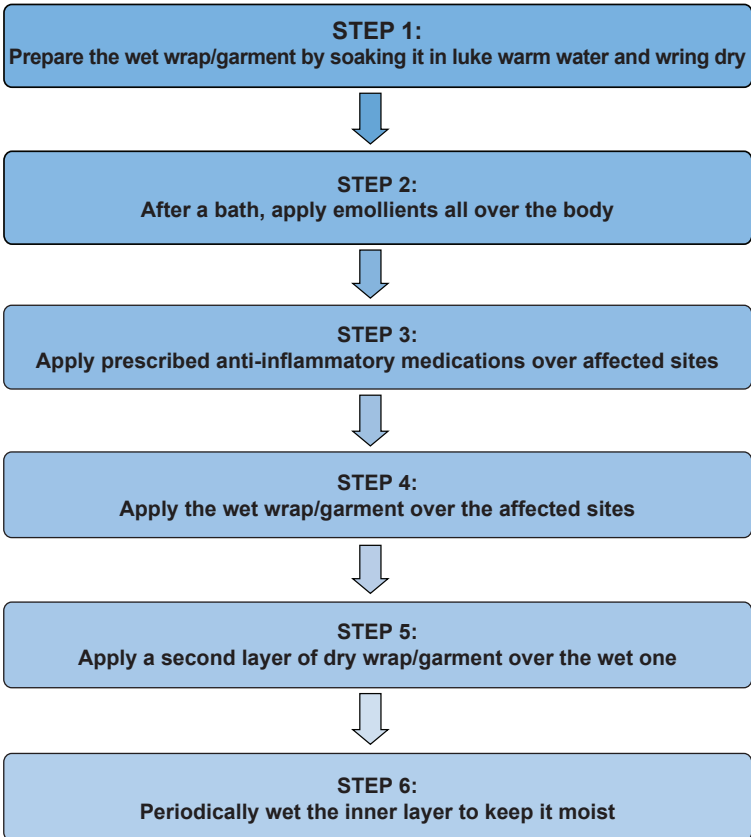 STEP 1:
Prepare the wet wrap/garment by soaking it in luke warm water and wring dry
STEP 2:
After a bath, apply emollients all over the body
STEP 3:
Apply prescribed anti-inflammatory medications over affected sites
STEP 4:
Apply the wet wrap/garment over the affected sites
STEP 5:
Apply a second layer of dry wrap/garment over the wet one
STEP 6:
Periodically wet the inner layer to keep it moist